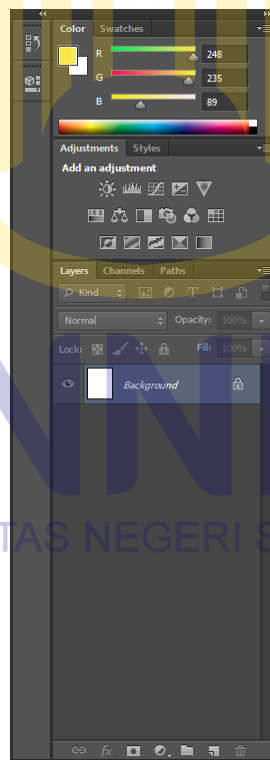 Color Swatches
R 248
G 235
B 89
Adjustments Styles
Add an adjustment
Layers Channels Paths
Kind
Normal Opacity: 100%
Lock: Fill: 100%
Background
fx
NN
TAS NEGERI S